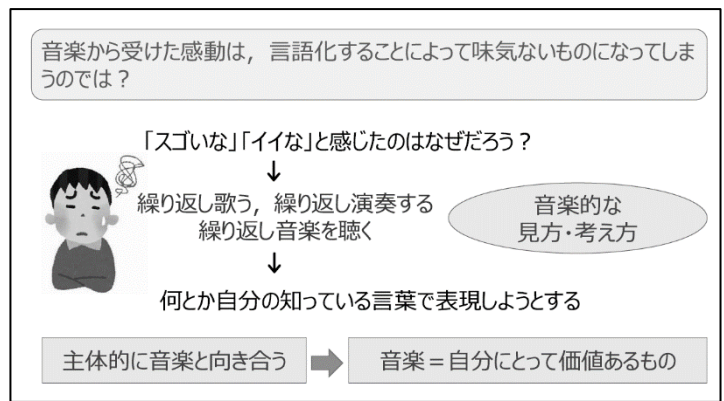 音楽から受けた感動は，言語化することによって味気ないものになってしま
うのでは？
「スゴいな」「イイな」と感じたのはなぜだろう？
↓
繰り返し歌う，繰り返し演奏する
繰り返し音楽を聴く
音楽的な
見方・考え方
↓
何とか自分の知っている言葉で表現しようとする
主体的に音楽と向き合う
音楽＝自分にとって価値あるもの